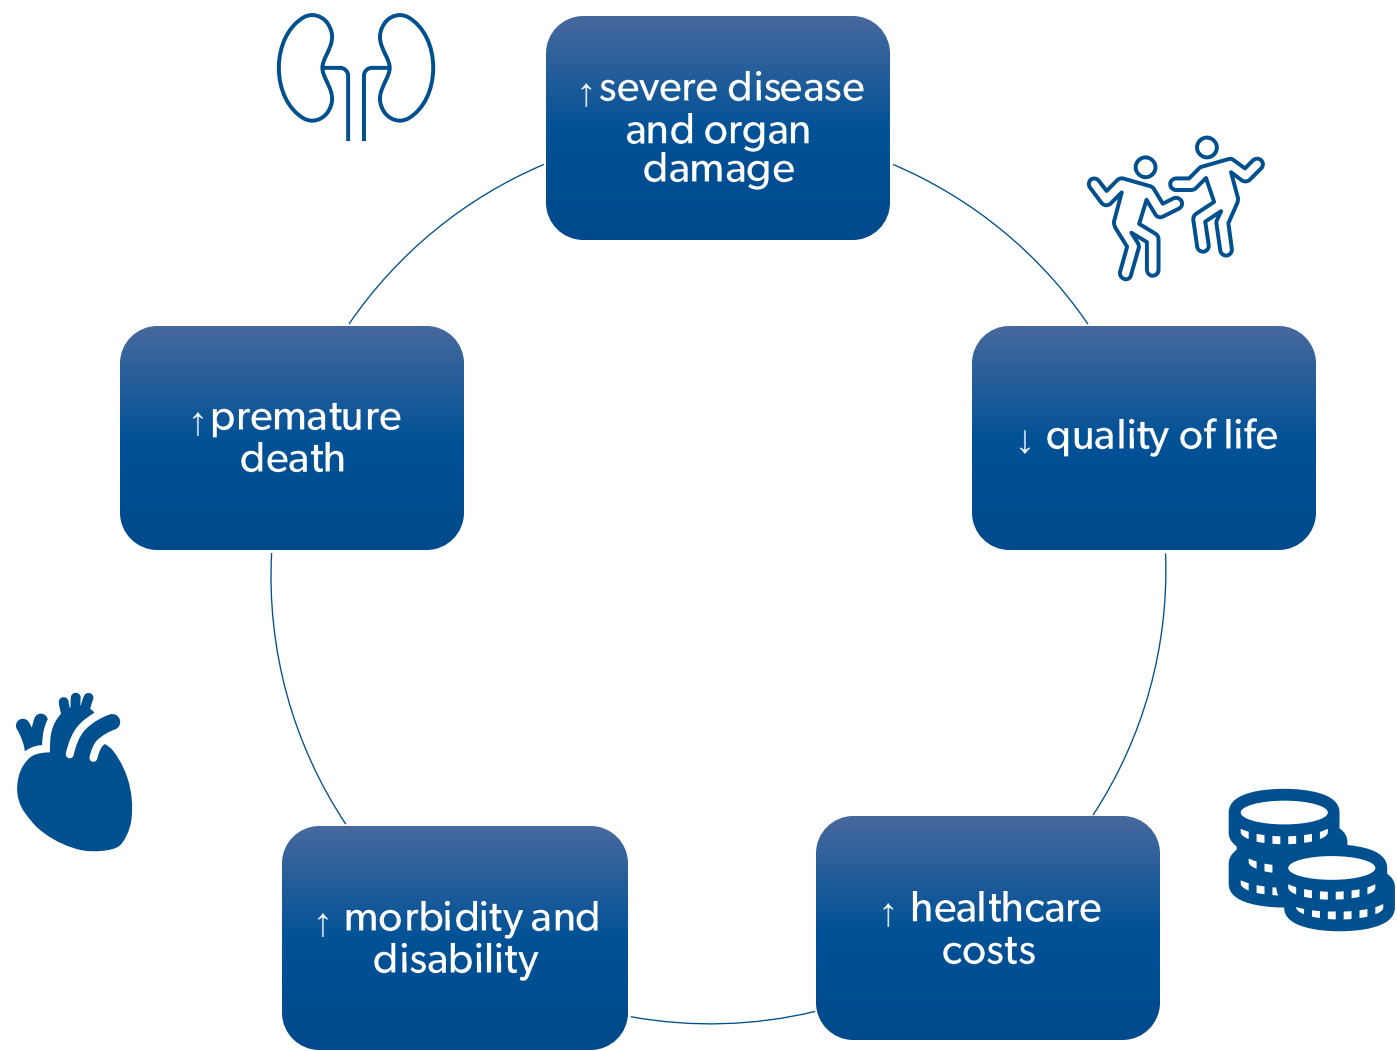 ↑ severe disease
and organ
damage
↑ premature
death
↓ quality of life
↑ morbidity and
disability
↑ healthcare
costs